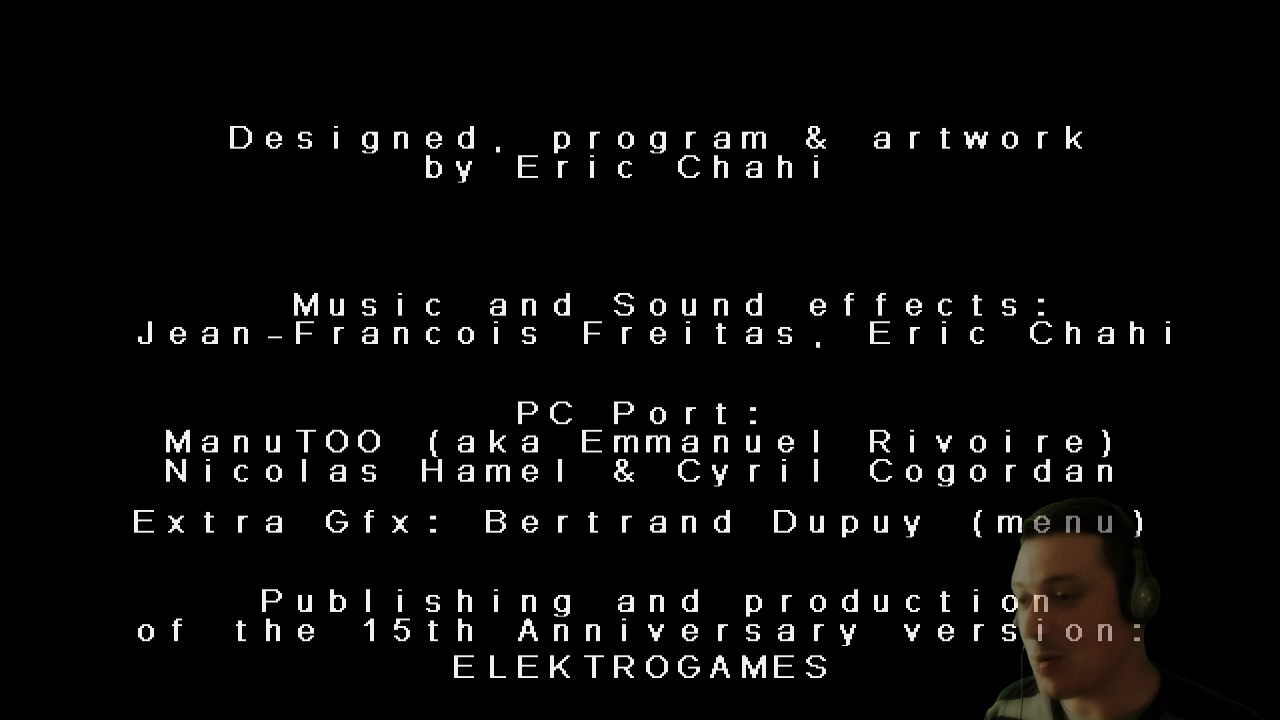 Designed, program & artwork
by Eric Chahi
Music and Sound effects:
Jean-Francois Freitas, Eric Chahi
PC Port:
ManuTOO (aka Emmanuel Rivoire)
Nicolas Hamel & Cyril Cogordan
Extra Gfx: Bertrand Dupuy (menu)
Publishing and production
of the 15th Anniversary version:
ELEKTROGAMES